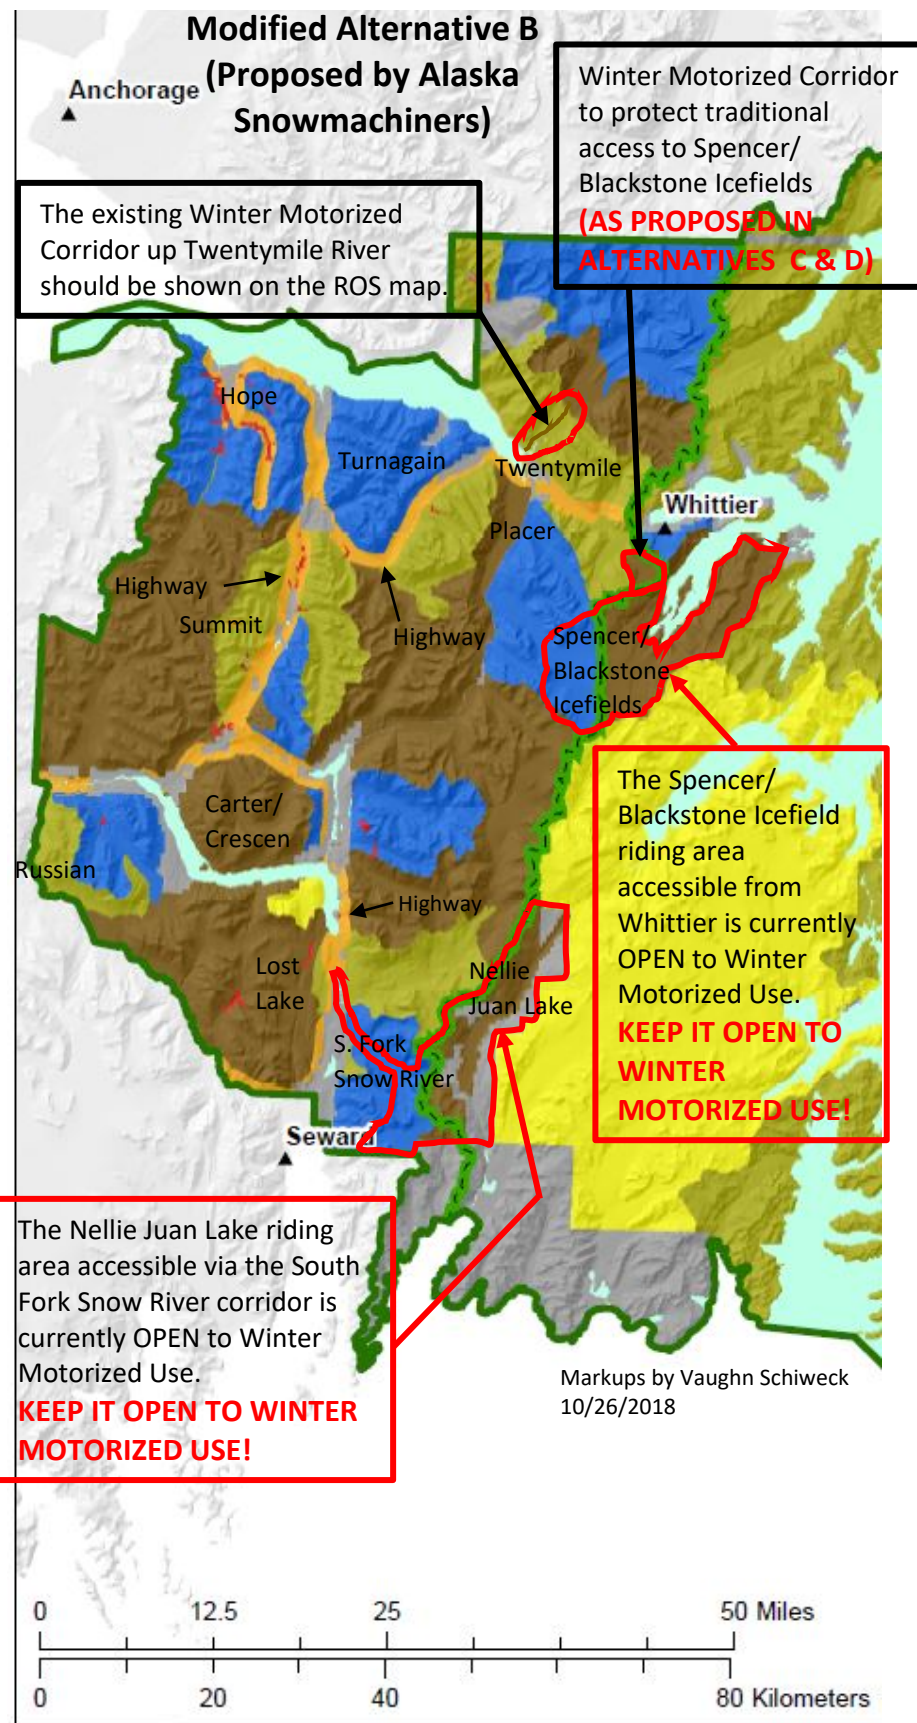 Modified Alternative B
(Proposed by Alaska
Snowmachiners)
Anchorage
Winter Motorized Corridor
to protect traditional
access to Spencer/
Blackstone Icefields
(AS PROPOSED IN
ALTERNATIVES C & D)
The existing Winter Motorized
Corridor up Twentymile River
should be shown on the ROS map.
Hope
Turnagain
Twentymile
Whittier
Placer
Highway
Summit
Highway
Spencer/
Blackstone
Icefields
The Spencer/
Blackstone Icefield
riding area
accessible from
Whittier is currently
OPEN to Winter
Motorized Use.
KEEP IT OPEN TO
WINTER
MOTORIZED USE!
Carter/
Crescen
Russian
Highway
Lost
Lake
Nellie
Juan Lake
S. Fork
Snow River
Seward
The Nellie Juan Lake riding
area accessible via the South
Fork Snow River corridor is
currently OPEN to Winter
Motorized Use.
KEEP IT OPEN TO WINTER
MOTORIZED USE!
Markups by Vaughn Schiweck
10/26/2018
0 12.5 25 50 Miles
0 20 40 80 Kilometers